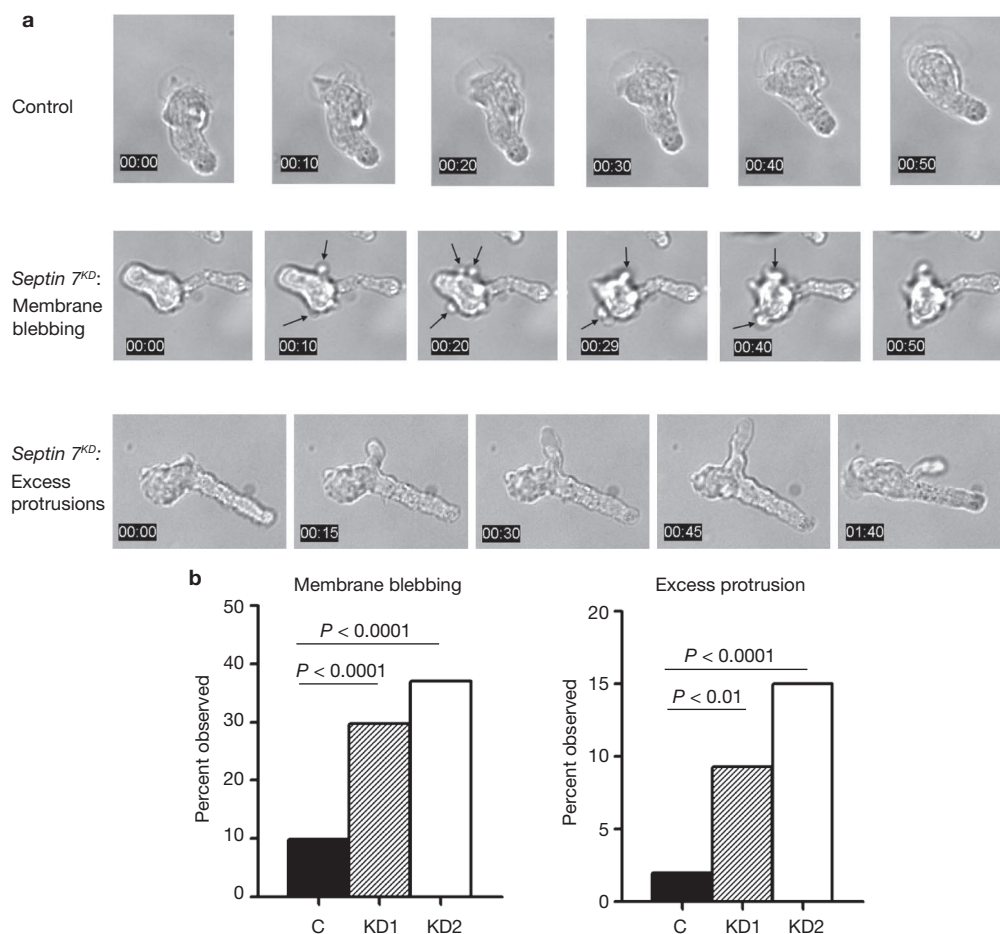 a
Control
00:00
00:10
00:20
00:30
00:40
00:50
Septin 7KD:
Membrane
blebbing
00:00
00:10
00:20
00:29
00:40
00:50
Septin 7KD:
Excess
protrusions
00:00
00:15
00:30
00:45
01:40
b
Membrane blebbing
Percent observed
50
40
30
20
10
0
P < 0.0001
P < 0.0001
C KD1 KD2
Excess protrusion
Percent observed
20
15
10
5
0
P < 0.0001
P < 0.01
C KD1 KD2